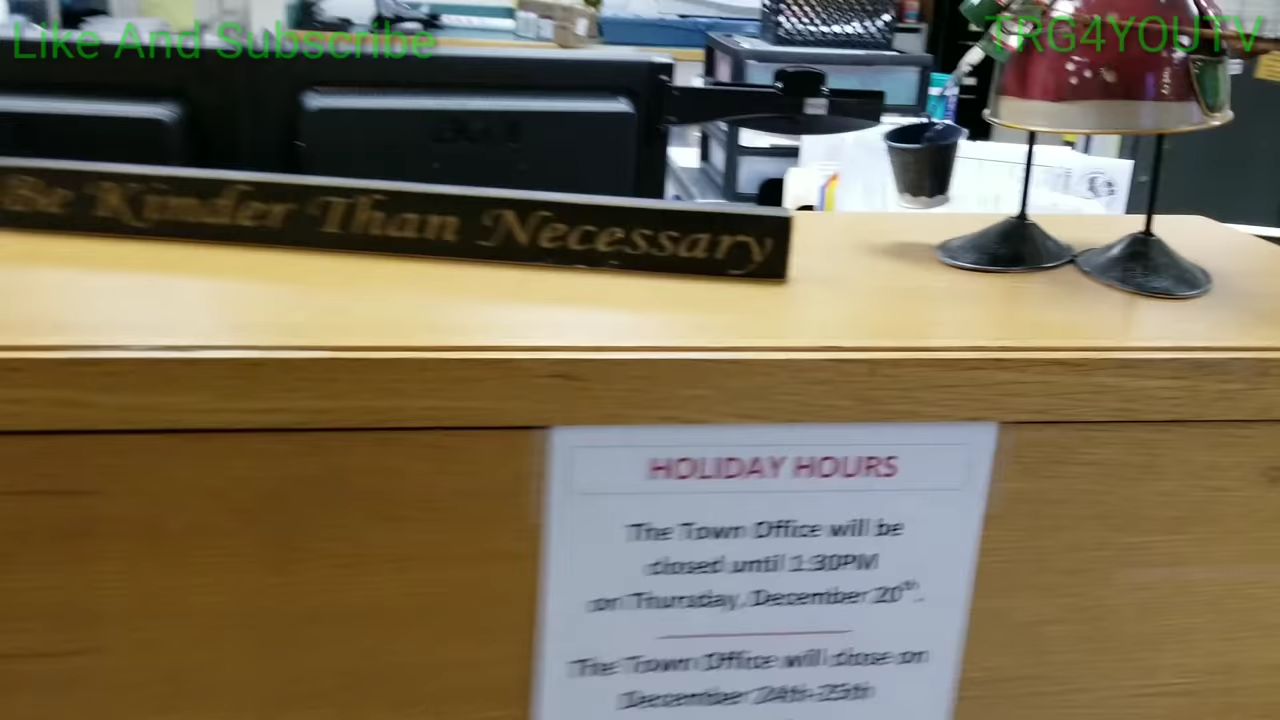 Like And Subscribe
TRG4YOUTV
Be Kinder Than Necessary
HOLIDAY HOURS
The Town Office will be
closed until 1:30PM
on Thursday, December 20th.
The Town Office will close on
December 24th-25th